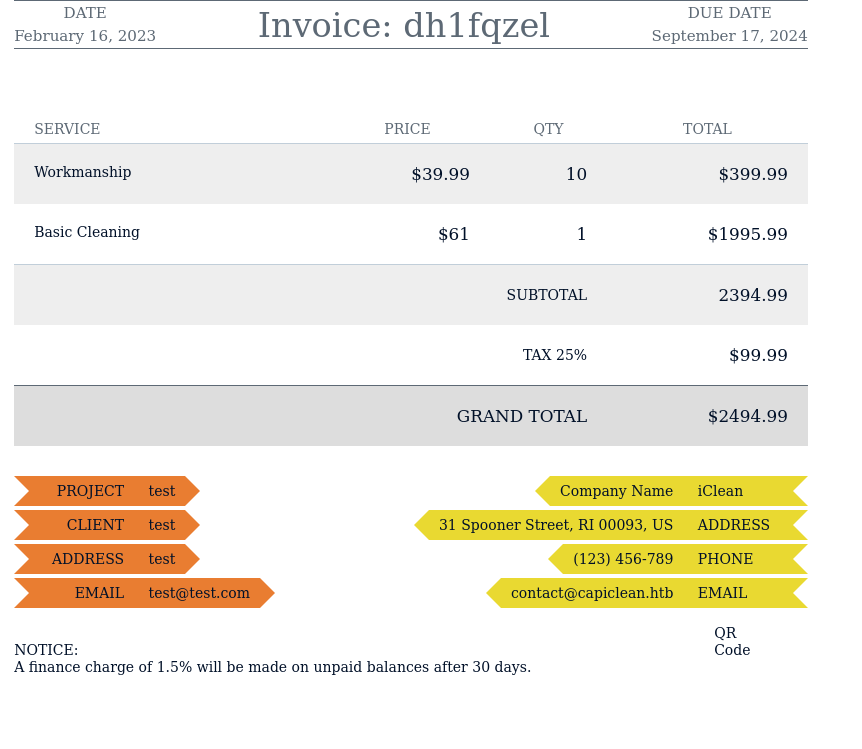 DATE
February 16, 2023
Invoice: dh1fqzel
DUE DATE
September 17, 2024
SERVICE PRICE QTY TOTAL
Workmanship $39.99 10 $399.99
Basic Cleaning $61 1 $1995.99
SUBTOTAL 2394.99
TAX 25% $99.99
GRAND TOTAL $2494.99
PROJECT test
CLIENT test
ADDRESS test
EMAIL test@test.com
Company Name iClean
31 Spooner Street, RI 00093, US ADDRESS
(123) 456-789 PHONE
contact@capiclean.htb EMAIL
QR
Code
NOTICE:
A finance charge of 1.5% will be made on unpaid balances after 30 days.